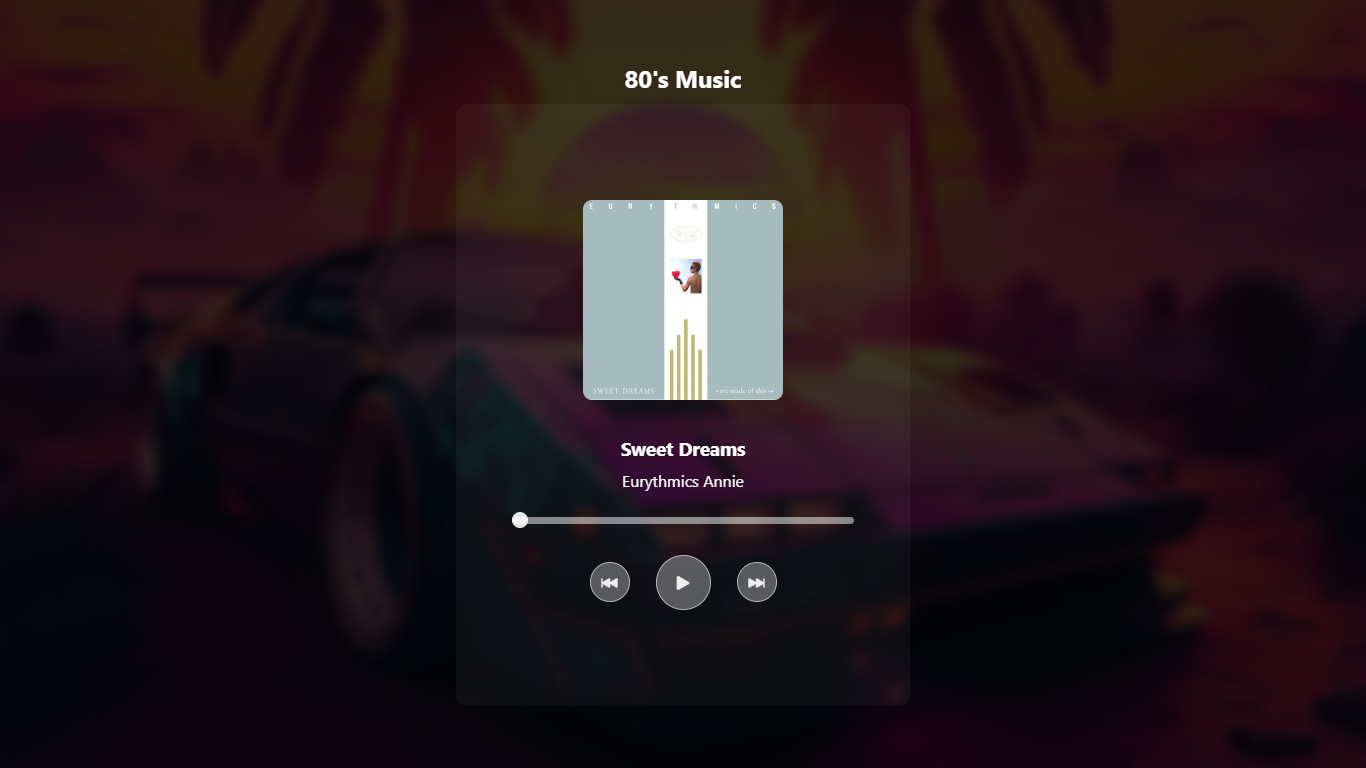 80's Music
E U R Y T H M I C S
SWEET DREAMS
are made of this
Sweet Dreams
Eurythmics Annie